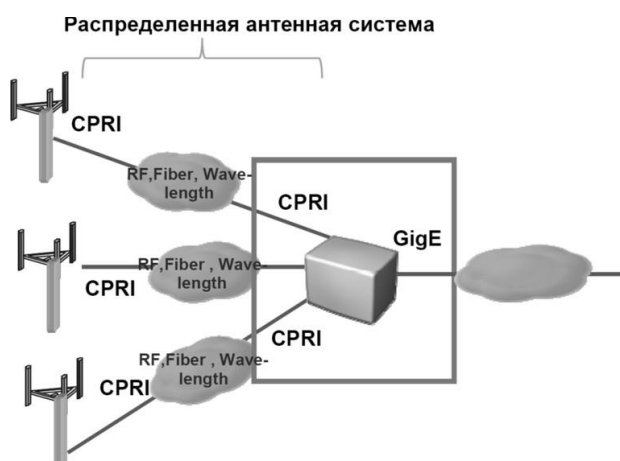 Распределенная антенная система
CPRI
RF,Fiber, Wave-
length
CPRI
GigE
RF,Fiber , Wave-
length
CPRI
CPRI
RF,Fiber , Wave-
length
CPRI